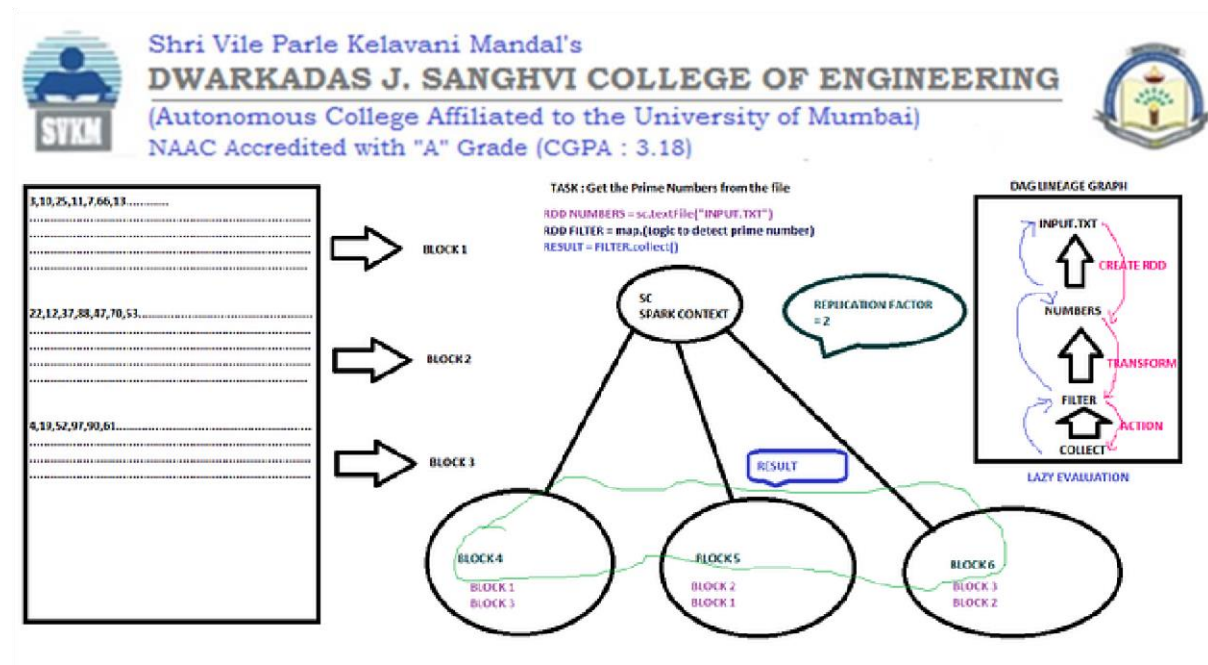 Shri Vile Parle Kelavani Mandal's
DWARKADAS J. SANGHVI COLLEGE OF ENGINEERING
(Autonomous College Affiliated to the University of Mumbai)
NAAC Accredited with "A" Grade (CGPA : 3.18)
SVKM
3,10,25,11,7,66,13.............
22,12,37,88,47,70,53...
4,19,52,97,90,61...
BLOCK 1
BLOCK 2
BLOCK 3
TASK : Get the Prime Numbers from the file
RDD NUMBERS = sc.textFile("INPUT.TXT")
RDD FILTER = map.(Logic to detect prime number)
RESULT = FILTER.collect()
SC
SPARK CONTEXT
REPLICATION FACTOR
= 2
RESULT
BLOCK 4
BLOCK 1
BLOCK 3
BLOCK 5
BLOCK 2
BLOCK 1
BLOCK 6
BLOCK 3
BLOCK 2
DAG LINEAGE GRAPH
INPUT.TXT
CREATE RDD
NUMBERS
TRANSFORM
FILTER
ACTION
COLLECT
LAZY EVALUATION